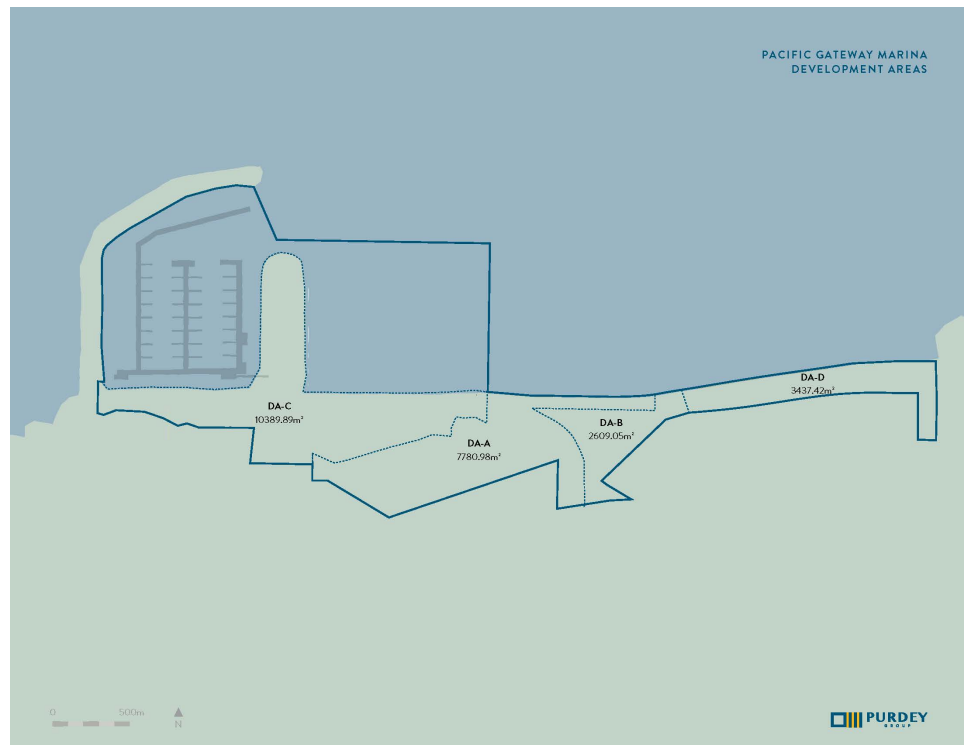 PACIFIC GATEWAY MARINA
DEVELOPMENT AREAS
DA-D
3437.42m²
DA-C
10389.89m²
DA-B
2609.05m²
DA-A
7780.98m²
0 500m
N
PURDEY
GROUP